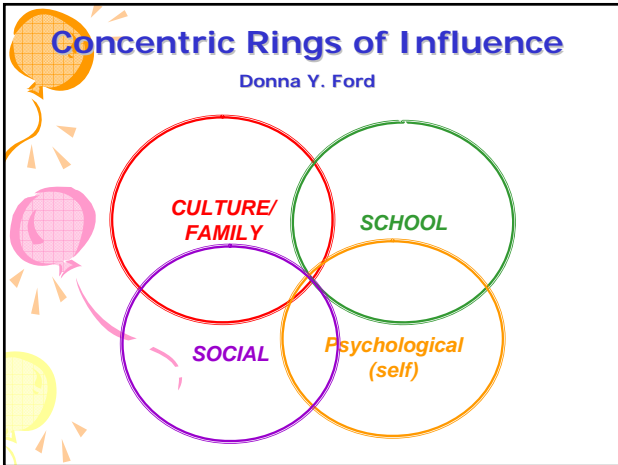 Concentric Rings of Influence
Donna Y. Ford
CULTURE/
FAMILY
SCHOOL
SOCIAL
Psychological
(self)